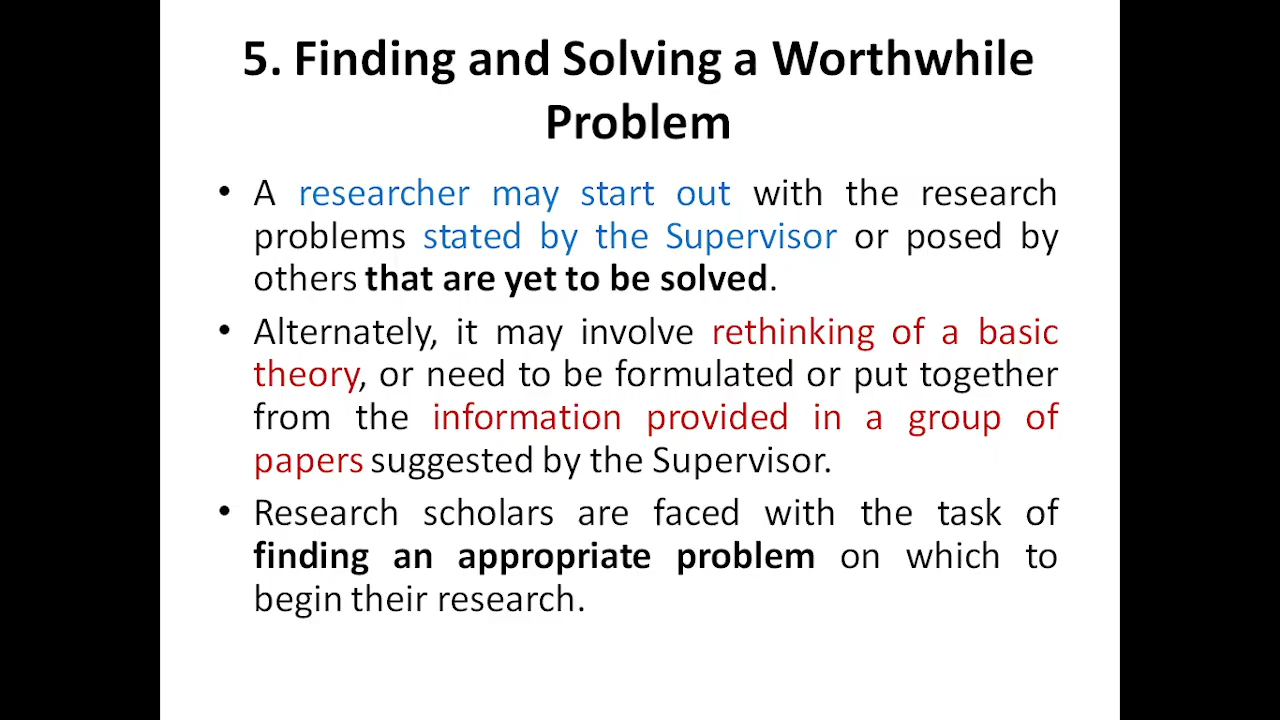 5. Finding and Solving a Worthwhile
Problem
• A researcher may start out with the research
problems stated by the Supervisor or posed by
others that are yet to be solved.
• Alternately, it may involve rethinking of a basic
theory, or need to be formulated or put together
from the information provided in a group of
papers suggested by the Supervisor.
• Research scholars are faced with the task of
finding an appropriate problem on which to
begin their research.